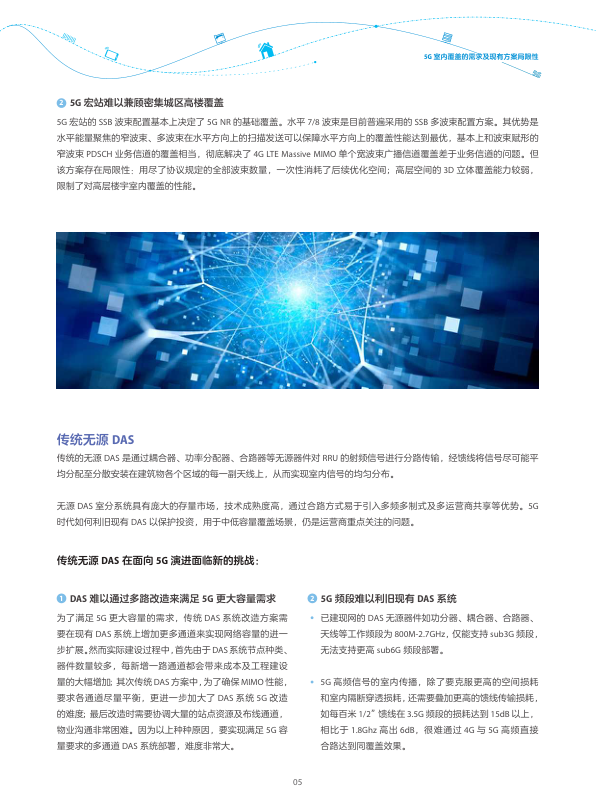 5G 室内覆盖的需求及现有方案局限性
2 5G 宏站难以兼顾密集城区高楼覆盖
5G 宏站的 SSB 波束配置基本上决定了 5G NR 的基础覆盖。水平 7/8 波束是目前普遍采用的 SSB 多波束配置方案。其优势是
水平能量聚焦的窄波束、多波束在水平方向上的扫描发送可以保障水平方向上的覆盖性能达到最优，基本上和波束赋形的
窄波束 PDSCH 业务信道的覆盖相当，彻底解决了 4G LTE Massive MIMO 单个宽波束广播信道覆盖差于业务信道的问题。但
该方案存在局限性：用尽了协议规定的全部波束数量，一次性消耗了后续优化空间；高层空间的 3D 立体覆盖能力较弱，
限制了对高层楼宇室内覆盖的性能。
传统无源 DAS
传统的无源 DAS 是通过耦合器、功率分配器、合路器等无源器件对 RRU 的射频信号进行分路传输，经馈线将信号尽可能平
均分配至分散安装在建筑物各个区域的每一副天线上，从而实现室内信号的均匀分布。
无源 DAS 室分系统具有庞大的存量市场，技术成熟度高，通过合路方式易于引入多频多制式及多运营商共享等优势。5G
时代如何利旧现有 DAS 以保护投资，用于中低容量覆盖场景，仍是运营商重点关注的问题。
传统无源 DAS 在面向 5G 演进面临新的挑战：
1 DAS 难以通过多路改造来满足 5G 更大容量需求
为了满足 5G 更大容量的需求，传统 DAS 系统改造方案需
要在现有 DAS 系统上增加更多通道来实现网络容量的进一
步扩展。然而实际建设过程中，首先由于 DAS 系统节点种类、
器件数量较多，每新增一路通道都会带来成本及工程建设
量的大幅增加；其次传统 DAS 方案中，为了确保 MIMO 性能，
要求各通道尽量平衡，更进一步加大了 DAS 系统 5G 改造
的难度；最后改造时需要协调大量的站点资源及布线通道，
物业沟通非常困难。因为以上种种原因，要实现满足 5G 容
量要求的多通道 DAS 系统部署，难度非常大。
2 5G 频段难以利旧现有 DAS 系统
• 已建现网的 DAS 无源器件如功分器、耦合器、合路器、
天线等工作频段为 800M-2.7GHz，仅能支持 sub3G 频段，
无法支持更高 sub6G 频段部署。
• 5G 高频信号的室内传播，除了要克服更高的空间损耗
和室内隔断穿透损耗，还需要叠加更高的馈线传输损耗，
如每百米 1/2" 馈线在 3.5G 频段的损耗达到 15dB 以上，
相比于 1.8Ghz 高出 6dB，很难通过 4G 与 5G 高频直接
合路达到同覆盖效果。
05